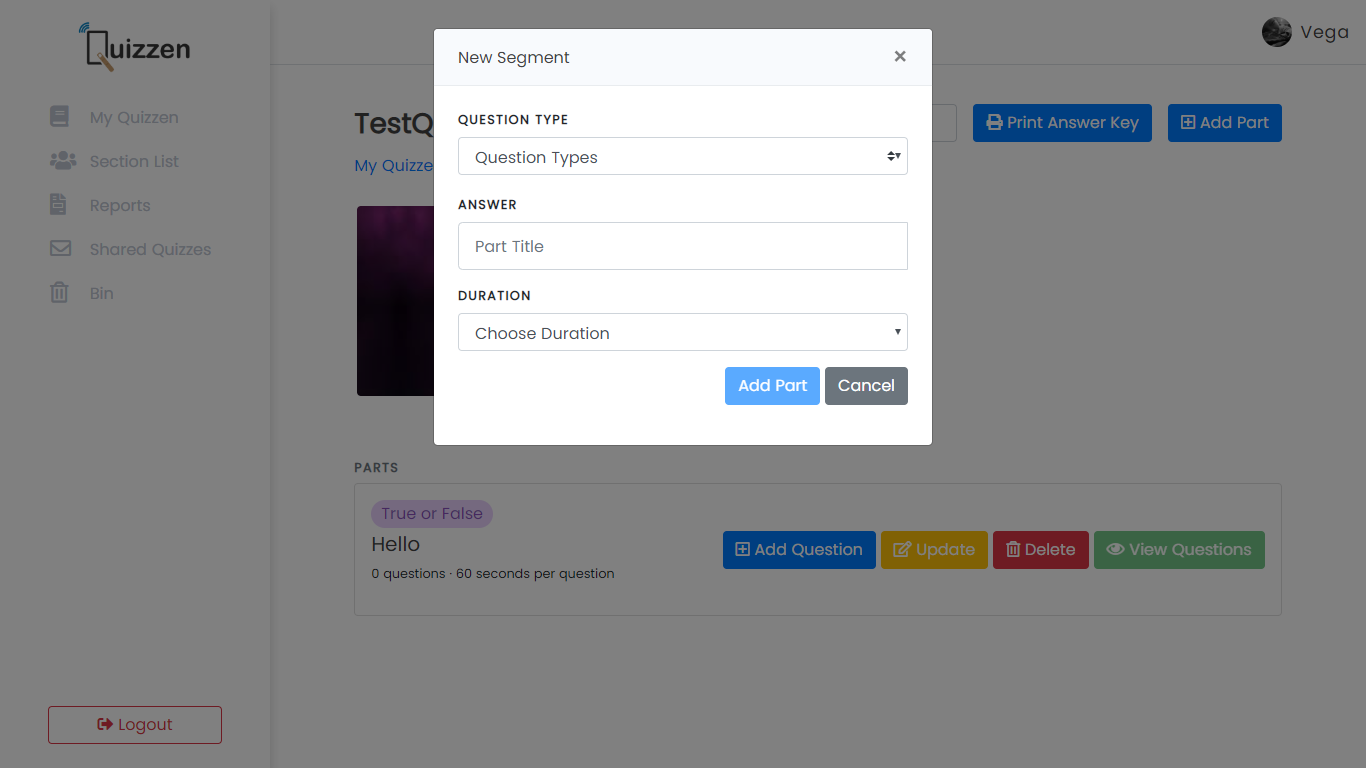 Quizzen
My Quizzen
Section List
Reports
Shared Quizzes
Bin
Logout
Vega
TestQ
Print Answer Key
Add Part
My Quizze
New Segment
×
QUESTION TYPE
Question Types
ANSWER
Part Title
DURATION
Choose Duration
Add Part
Cancel
PARTS
True or False
Hello
0 questions · 60 seconds per question
Add Question
Update
Delete
View Questions